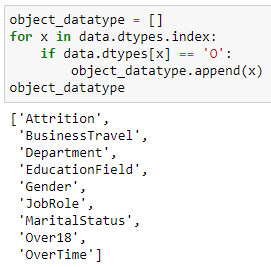 object_datatype = []
for x in data.dtypes.index:
    if data.dtypes[x] == 'O':
        object_datatype.append(x)
object_datatype
['Attrition',
 'BusinessTravel',
 'Department',
 'EducationField',
 'Gender',
 'JobRole',
 'MaritalStatus',
 'Over18',
 'OverTime']